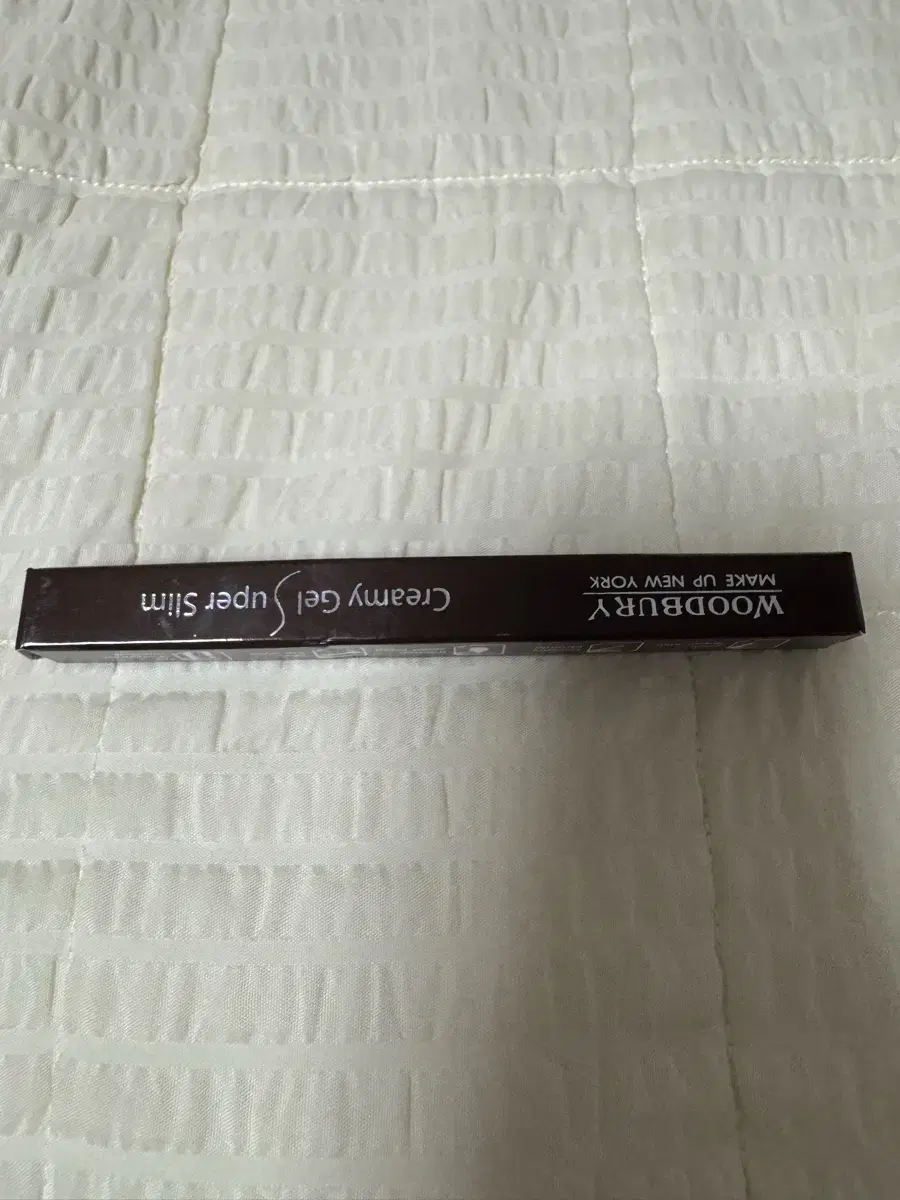 WOODBURY
MAKE UP NEW YORK
Creamy Gel Super Slim